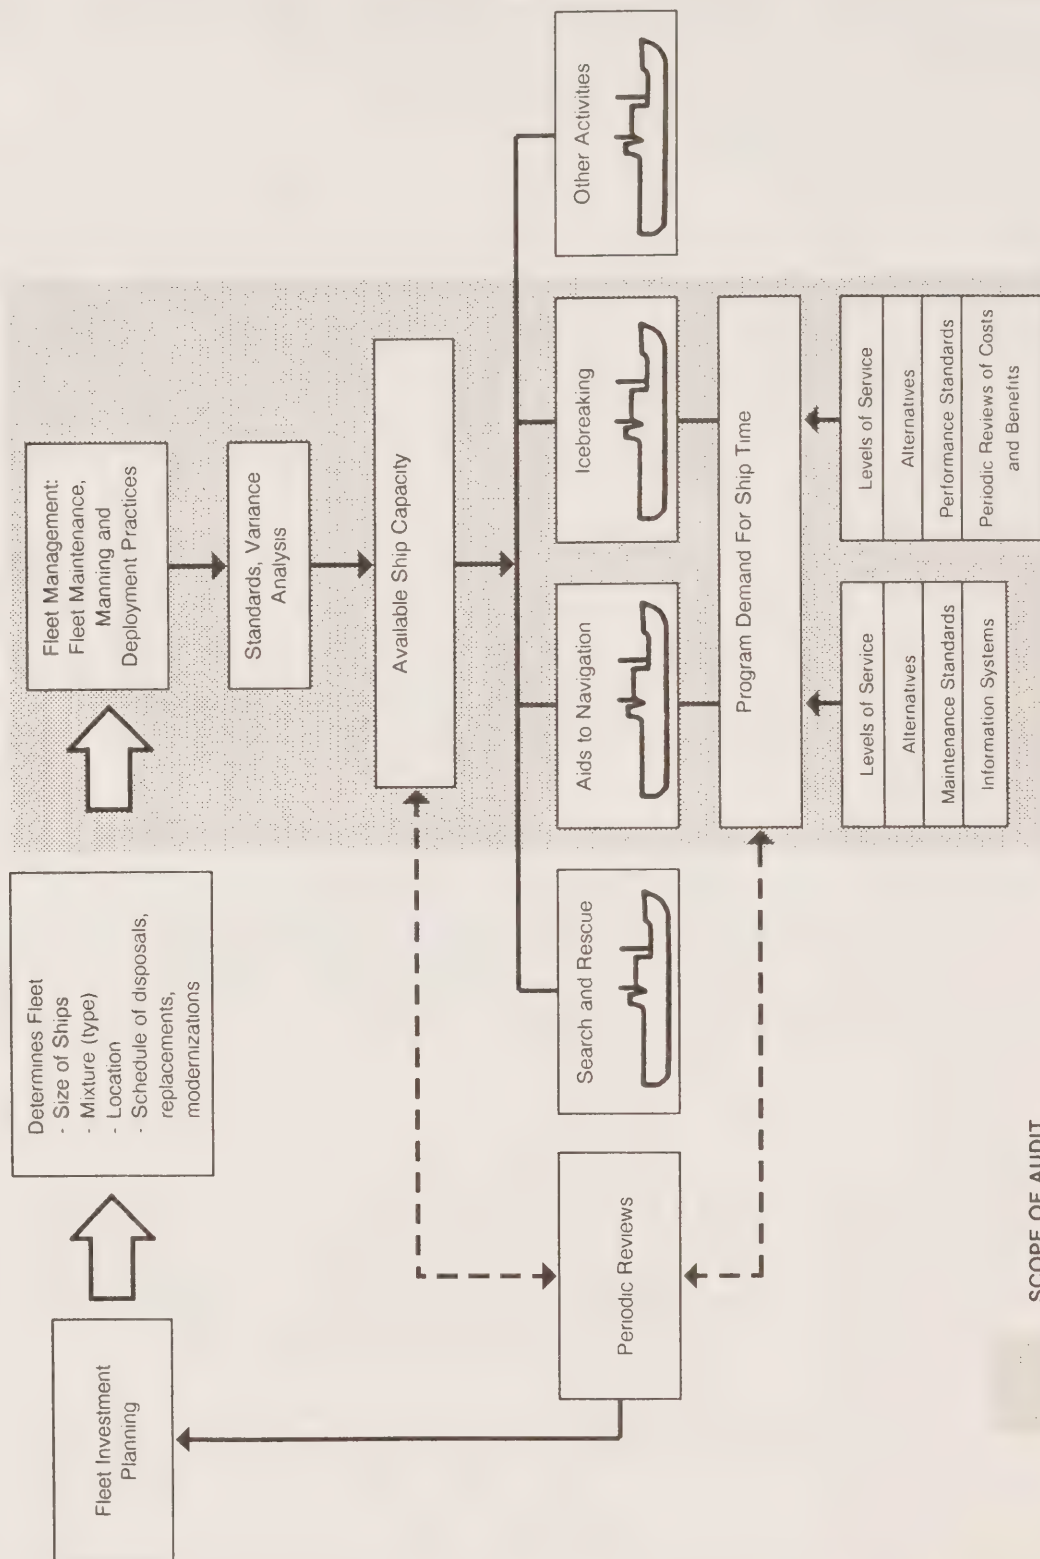 Fleet Investment
Planning
Determines Fleet
- Size of Ships
- Mixture (type)
- Location
- Schedule of disposals,
replacements,
modernizations
Fleet Management:
Fleet Maintenance,
Manning and
Deployment Practices
Standards, Variance
Analysis
Available Ship Capacity
Periodic Reviews
Search and Rescue
Aids to Navigation
Icebreaking
Other Activities
Program Demand For Ship Time
Levels of Service
Alternatives
Maintenance Standards
Information Systems
Levels of Service
Alternatives
Performance Standards
Periodic Reviews of Costs
and Benefits
SCOPE OF AUDIT